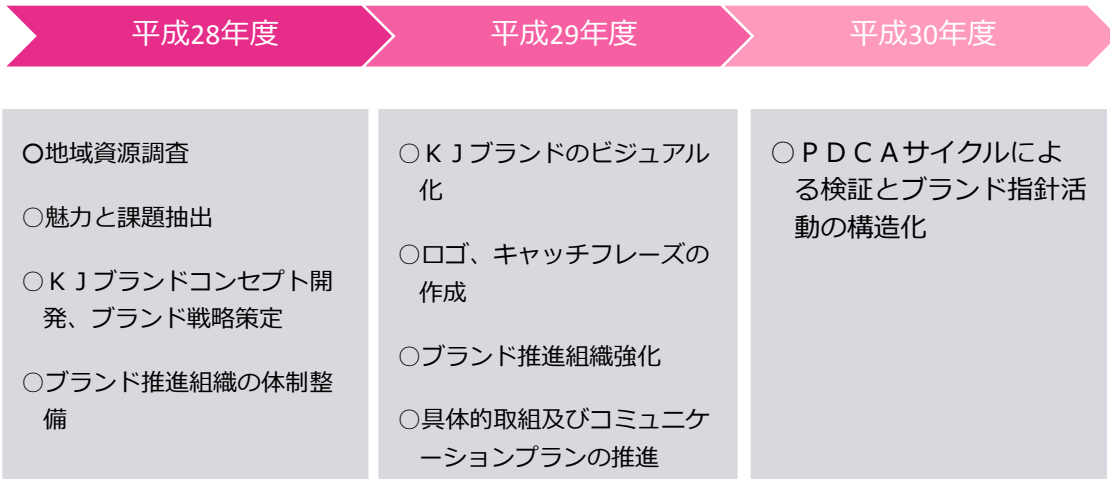 平成28年度
平成29年度
平成30年度
○地域資源調査
○魅力と課題抽出
○ＫＪブランドコンセプト開
発、ブランド戦略策定
○ブランド推進組織の体制整
備
○ＫＪブランドのビジュアル
化
○ロゴ、キャッチフレーズの
作成
○ブランド推進組織強化
○具体的取組及びコミュニケ
ーションプランの推進
○ＰＤＣＡサイクルによ
る検証とブランド指針活
動の構造化